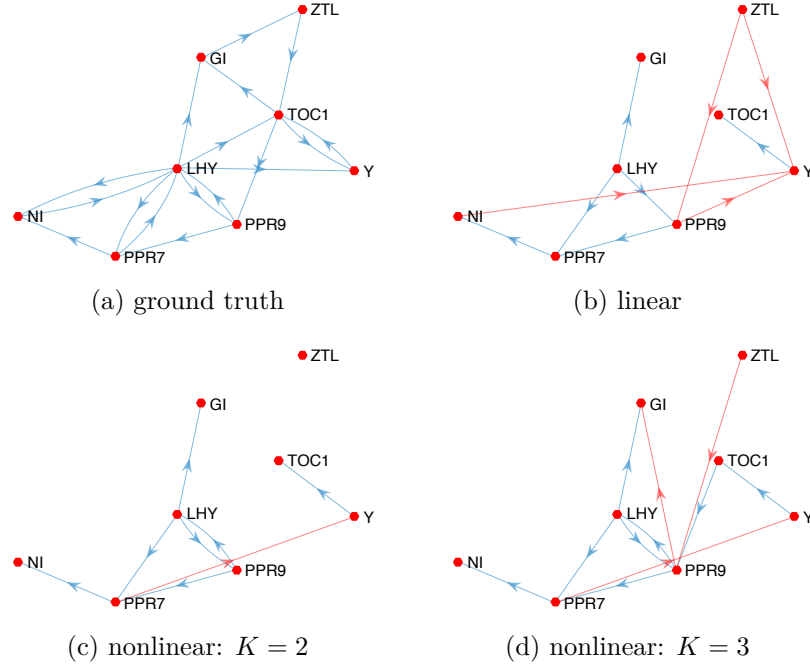 ZTL
GI
TOC1
LHY
Y
NI
PPR9
PPR7
(a) ground truth
ZTL
GI
TOC1
LHY
Y
NI
PPR9
PPR7
(b) linear
ZTL
GI
TOC1
LHY
Y
NI
PPR9
PPR7
(c) nonlinear: K = 2
ZTL
GI
TOC1
LHY
Y
NI
PPR9
PPR7
(d) nonlinear: K = 3